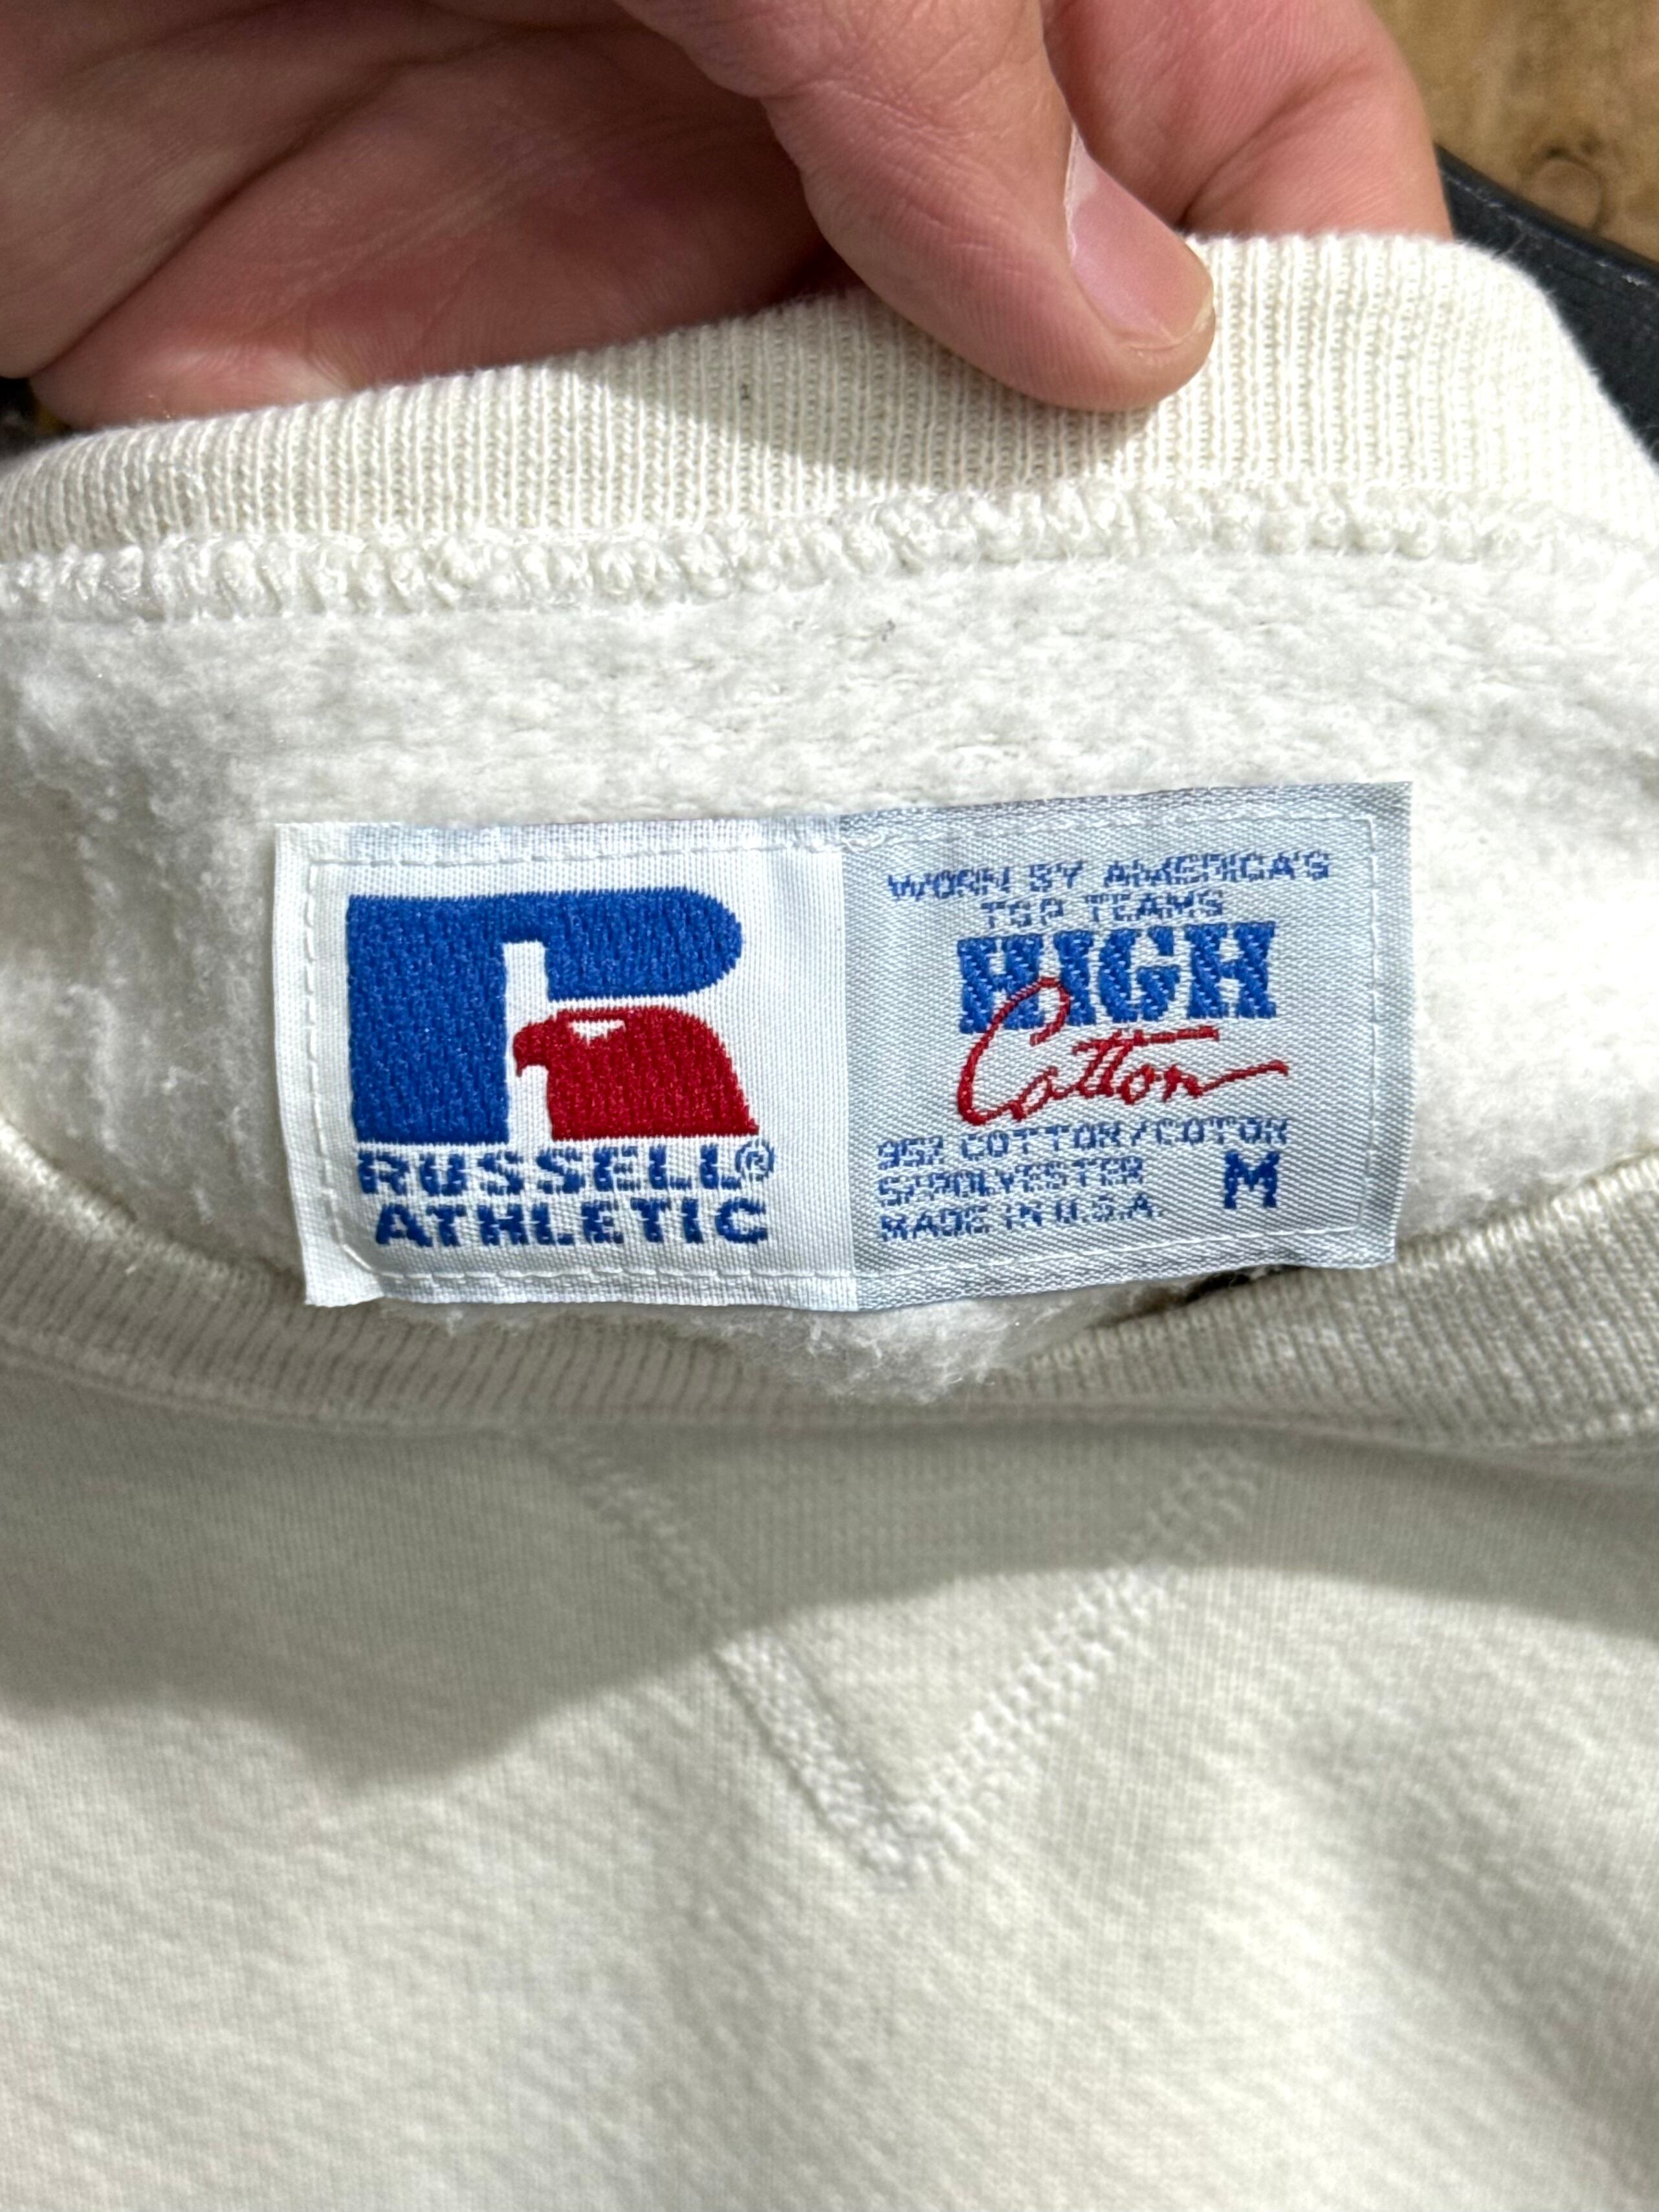 RUSSELL®
ATHLETIC
WORN BY AMERICA'S
TOP TEAMS
HIGH
Cotton
95% COTTON/COTON
5%POLYESTER
MADE IN U.S.A.
M